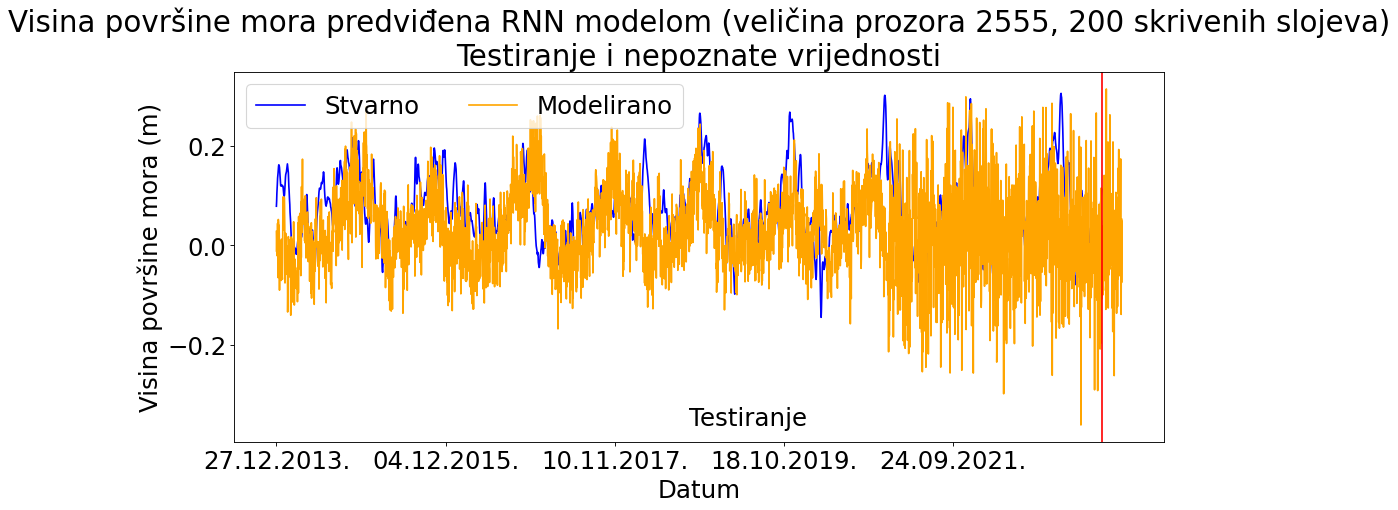 Visina površine mora predviđena RNN modelom (veličina prozora 2555, 200 skrivenih slojeva)
Testiranje i nepoznate vrijednosti
Stvarno Modelirano
Visina površine mora (m)
0.2
0.0
−0.2
Testiranje
27.12.2013. 04.12.2015. 10.11.2017. 18.10.2019. 24.09.2021.
Datum